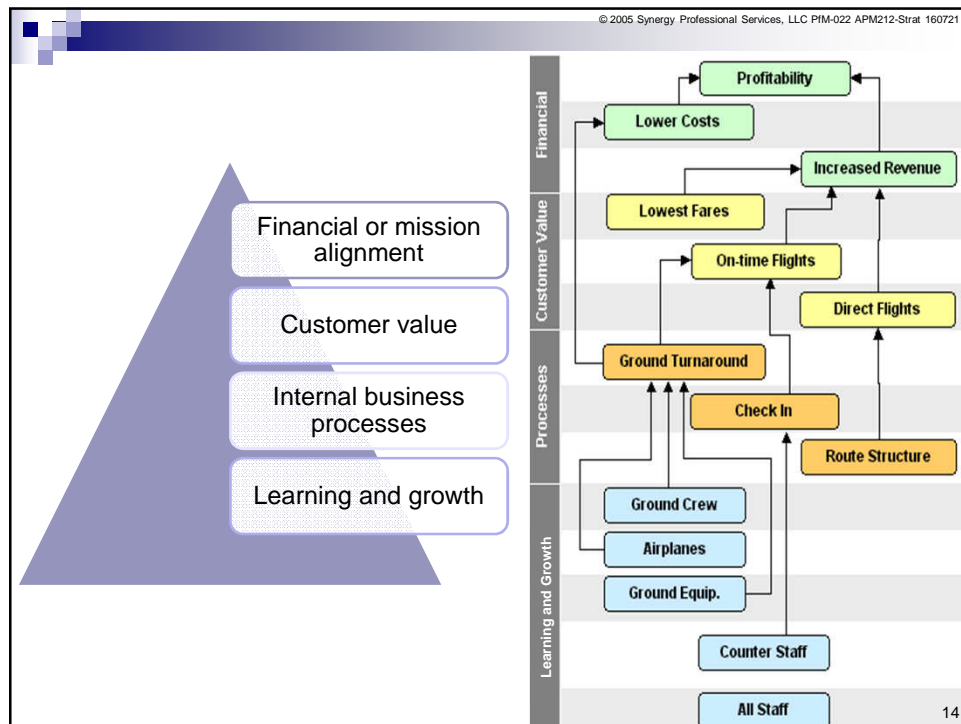 © 2005 Synergy Professional Services, LLC PfM-022 APM212-Strat 160721
Financial or mission
alignment
Customer value
Internal business
processes
Learning and growth
Financial
Profitability
Lower Costs
Increased Revenue
Customer Value
Lowest Fares
On-time Flights
Direct Flights
Processes
Ground Turnaround
Check In
Route Structure
Learning and Growth
Ground Crew
Airplanes
Ground Equip.
Counter Staff
All Staff
14